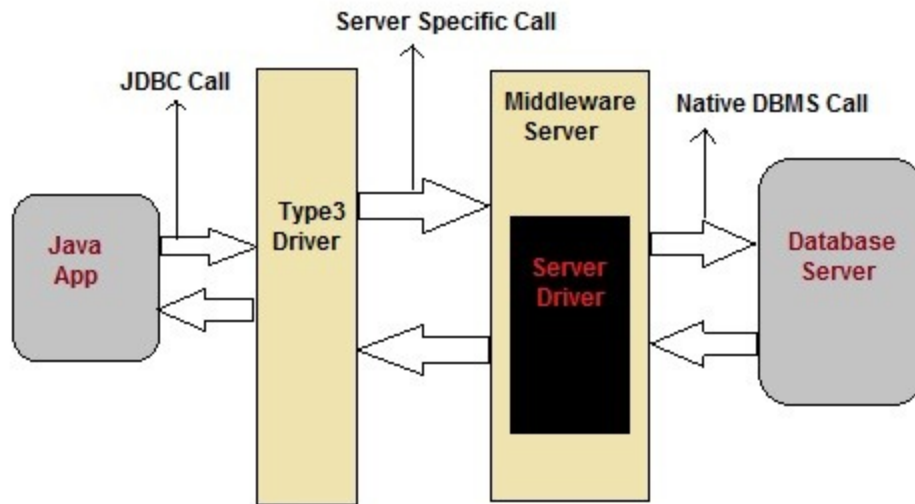 Server Specific Call
JDBC Call
Middleware
Server
Native DBMS Call
Type3
Driver
Java
App
Server
Driver
Database
Server